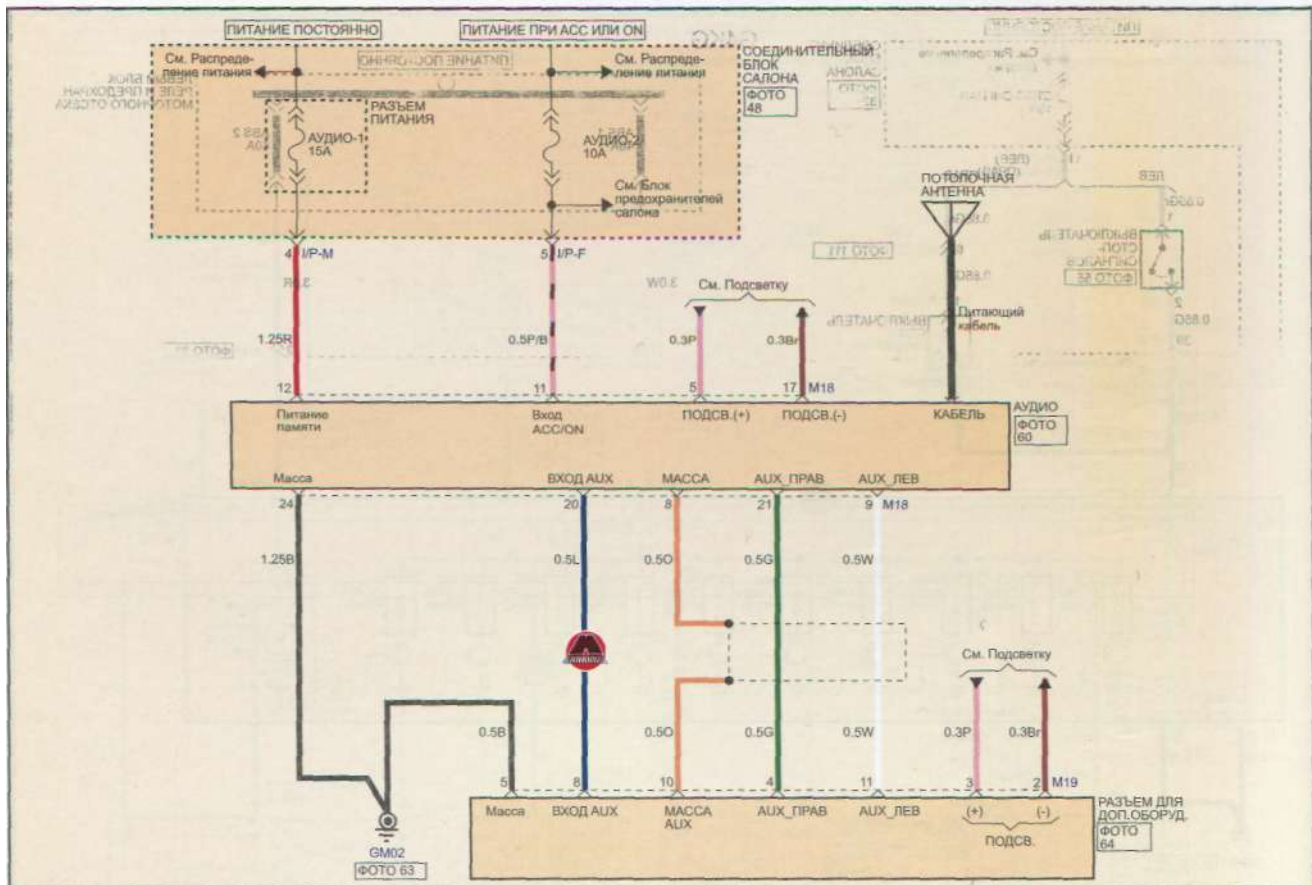 ПИТАНИЕ ПОСТОЯННО
ПИТАНИЕ ПРИ АСС ИЛИ ON
См. Распреде-
ление питания
См. Распреде-
ление питания
СОЕДИНИТЕЛЬНЫЙ
БЛОК
САЛОНА
ФОТО
48
РАЗЪЕМ
ПИТАНИЯ
АУДИО-1
15А
АУДИО-2
10А
См. Блок
предохранителей
салона
4 I/P-M
5 I/P-F
ПОТОЛОЧНАЯ
АНТЕННА
См. Подсветку
Питающий
кабель
1.25R
0.5P/B
0.3P
0.3Br
12
11
5
17 M18
Питание
памяти
Вход
ACC/ON
ПОДСВ.(+)
ПОДСВ.(-)
КАБЕЛЬ
АУДИО
ФОТО
60
Масса
ВХОД AUX
МАССА
AUX_ПРАВ
AUX_ЛЕВ
24
20
8
21
9 M18
1.25B
0.5L
0.5O
0.5G
0.5W
См. Подсветку
0.5B
0.5O
0.5G
0.5W
0.3P
0.3Br
5
8
10
4
11
3
2 M19
Масса
ВХОД AUX
МАССА
AUX
AUX_ПРАВ
AUX_ЛЕВ
(+)
(-)
ПОДСВ.
РАЗЪЕМ ДЛЯ
ДОП.ОБОРУД.
ФОТО
64
GM02
ФОТО 63